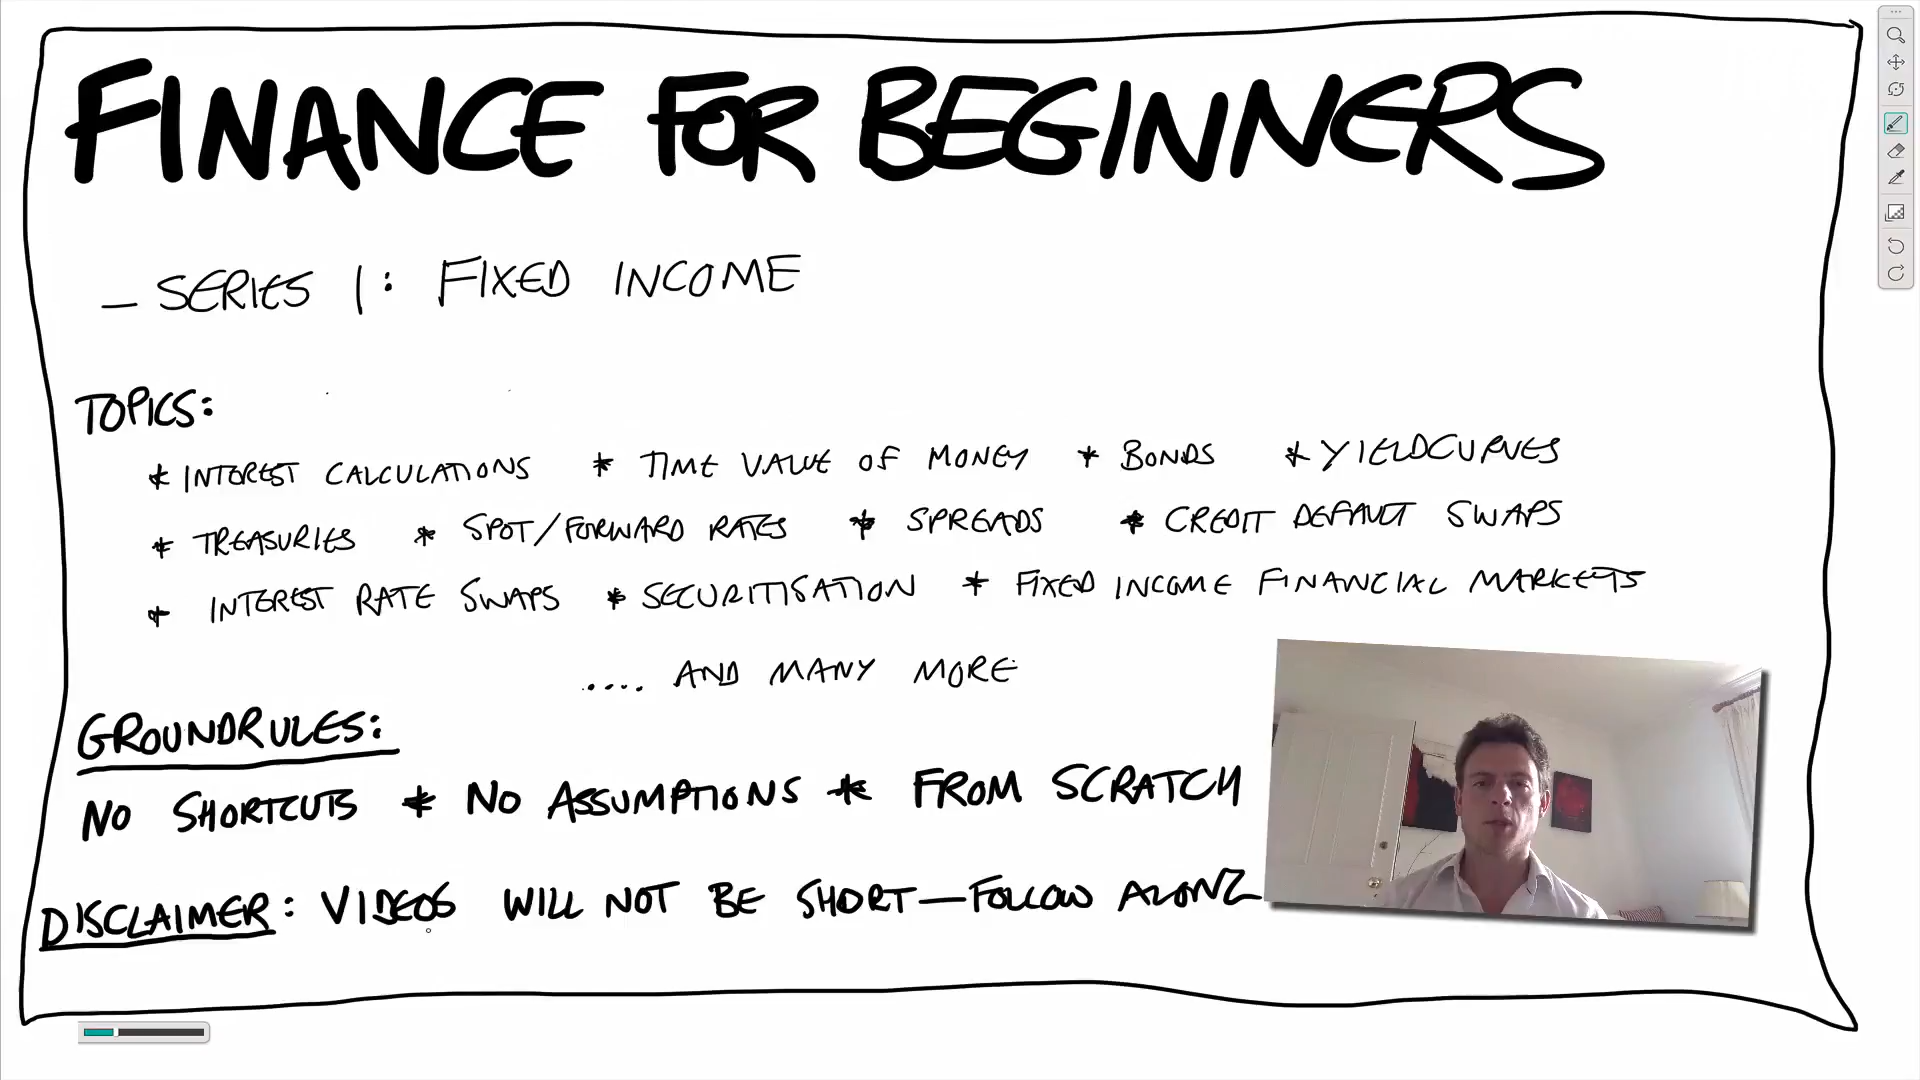 FINANCE FOR BEGINNERS
– SERIES 1: FIXED INCOME
TOPICS:
* INTEREST CALCULATIONS * TIME VALUE OF MONEY * BONDS * YIELDCURVES
* TREASURIES * SPOT/FORWARD RATES * SPREADS * CREDIT DEFAULT SWAPS
* INTEREST RATE SWAPS * SECURITISATION * FIXED INCOME FINANCIAL MARKETS
.... AND MANY MORE
GROUNDRULES:
NO SHORTCUTS * NO ASSUMPTIONS * FROM SCRATCH
DISCLAIMER: VIDEOS WILL NOT BE SHORT—FOLLOW ALONG